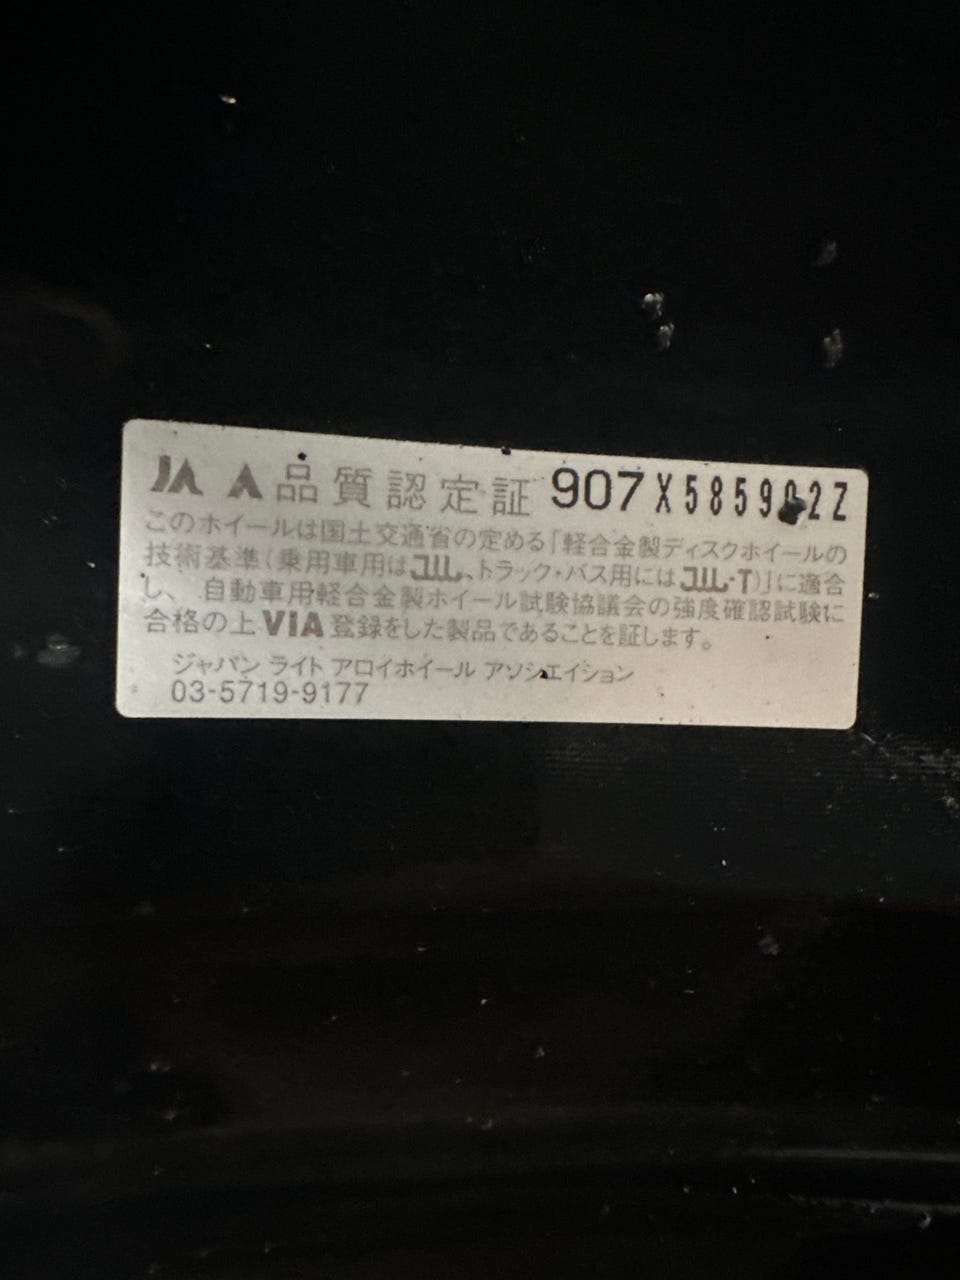 JAWA品質認定証 907 X585902Z
このホイールは国土交通省の定める「軽合金製ディスクホイールの
技術基準(乗用車用はJWL、トラック・バス用にはJWL-T)」に適合
し、自動車用軽合金製ホイール試験協議会の強度確認試験に
合格の上VIA登録をした製品であることを証します。
ジャパン ライト アロイホイール アソシエイション
03-5719-9177